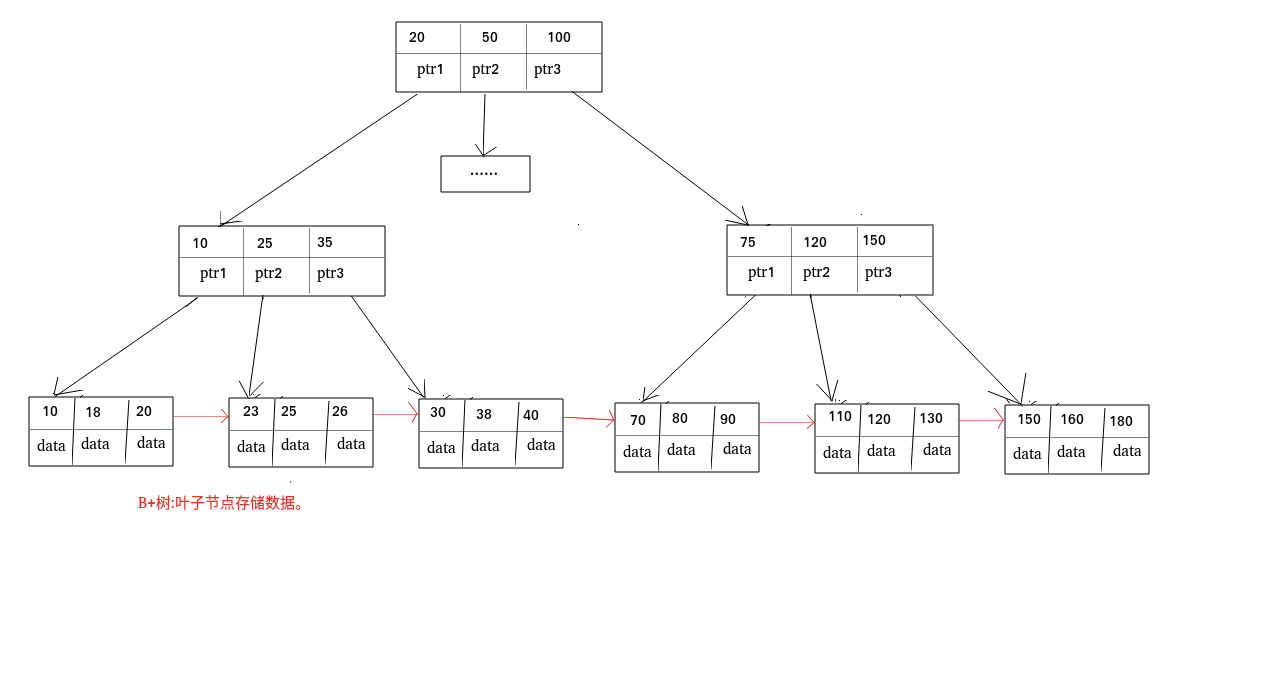 20 50 100
ptr1 ptr2 ptr3
······
10 25 35
ptr1 ptr2 ptr3
75 120 150
ptr1 ptr2 ptr3
10 18 20
data data data
23 25 26
data data data
30 38 40
data data data
70 80 90
data data data
110 120 130
data data data
150 160 180
data data data
B+树:叶子节点存储数据。